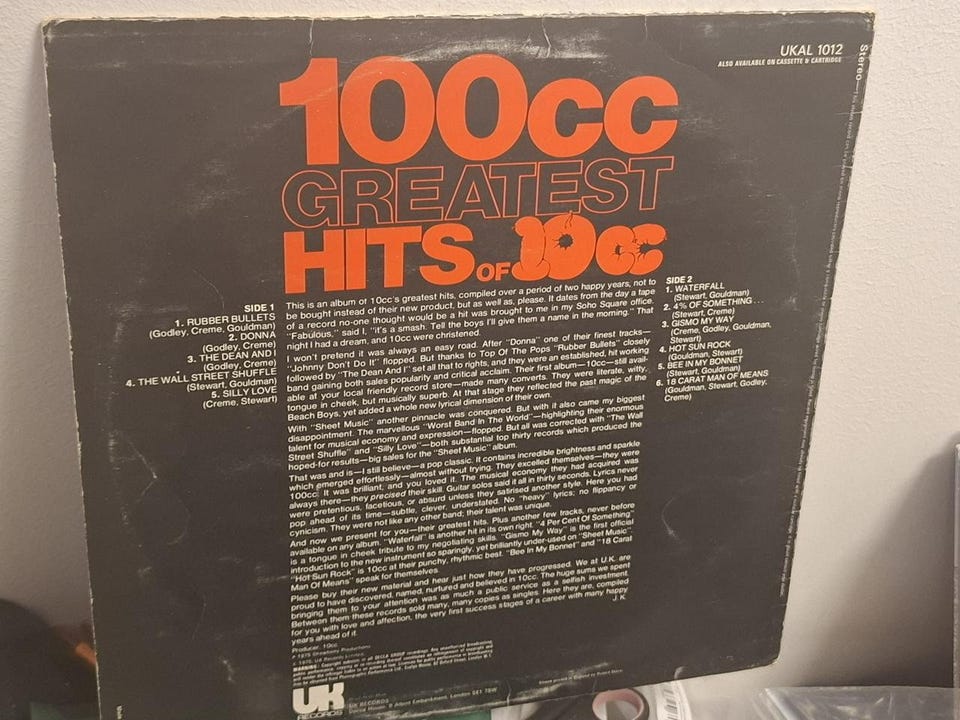 UKAL 1012
ALSO AVAILABLE ON CASSETTE & CARTRIDGE
Stereo
100cc
GREATEST
HITS OF 10cc
SIDE 1
1. RUBBER BULLETS
(Godley, Creme, Gouldman)
2. DONNA
(Godley, Creme)
3. THE DEAN AND I
(Godley, Creme)
4. THE WALL STREET SHUFFLE
(Stewart, Gouldman)
5. SILLY LOVE
(Creme, Stewart)
This is an album of 10cc's greatest hits, compiled over a period of two happy years, not to
be bought instead of their new product, but as well as, please. It dates from the day a tape
of a record no-one thought would be a hit was brought to me in my Soho Square office.
"Fabulous," said I, "it's a smash. Tell the boys I'll give them a name in the morning." That
night I had a dream, and 10cc were christened.
I won't pretend it was always an easy road. After "Donna" one of their finest tracks—
"Johnny Don't Do It" flopped. But thanks to Top Of The Pops "Rubber Bullets" closely
followed by "The Dean And I" set all that to rights, and they were an established, hit working
band gaining both sales popularity and critical acclaim. Their first album—10cc—still avail-
able at your local friendly record store—made many converts. They were literate, witty,
tongue in cheek, but musically superb. At that stage they reflected the past magic of the
Beach Boys, yet added a whole new lyrical dimension of their own.
With "Sheet Music" another pinnacle was conquered. But with it also came my biggest
disappointment. The marvellous "Worst Band In The World"—highlighting their enormous
talent for musical economy and expression—flopped. But all was corrected with "The Wall
Street Shuffle" and "Silly Love"—both substantial top thirty records which produced the
hoped-for results—big sales for the "Sheet Music" album.
That was and is—I still believe—a pop classic. It contains incredible brightness and sparkle
which emerged effortlessly—almost without trying. They excelled themselves—they were
100cc. It was brilliant, and you loved it. The musical economy they had acquired was
always there—they precised their skill. Guitar solos said it all in thirty seconds. Lyrics never
were pretentious, facetious, or absurd unless they satirised another style. Here you had
pop ahead of its time—subtle, clever, understated. No "heavy" lyrics; no flippancy or
cynicism. They were not like any other band; their talent was unique.
And now we present for you—their greatest hits. Plus another few tracks, never before
available on any album. "Waterfall" is another hit in its own right. "4 Per Cent Of Something"
is a tongue in cheek tribute to my negotiating skills. "Gismo My Way" is the first official
introduction to the new instrument so sparingly, yet brilliantly under-used on "Sheet Music".
"Hot Sun Rock" is 10cc at their punchy, rhythmic best. "Bee In My Bonnet" and "18 Carat
Man Of Means" speak for themselves.
Please buy their new material and hear just how they have progressed. We at U.K. are
proud to have discovered, named, nurtured and believed in 10cc. The huge sums we spent
bringing them to your attention was as much a public service as a selfish investment.
Between them these records sold many, many copies as singles. Here they are, compiled
for you with love and affection, the very first success stages of a career with many happy
years ahead of it.
J.K.
SIDE 2
1. WATERFALL
(Stewart, Gouldman)
2. 4% OF SOMETHING . . .
(Stewart, Creme)
3. GISMO MY WAY
(Creme, Godley, Gouldman,
Stewart)
4. HOT SUN ROCK
(Gouldman, Stewart)
5. BEE IN MY BONNET
(Stewart, Gouldman)
6. 18 CARAT MAN OF MEANS
(Gouldman, Stewart, Godley,
Creme)
Producer, 10cc
℗ 1975 Strawberry Productions
© 1975, UK Records Limited
UK
RECORDS
UK RECORDS
Decca House, 9 Albert Embankment, London SE1 7SW